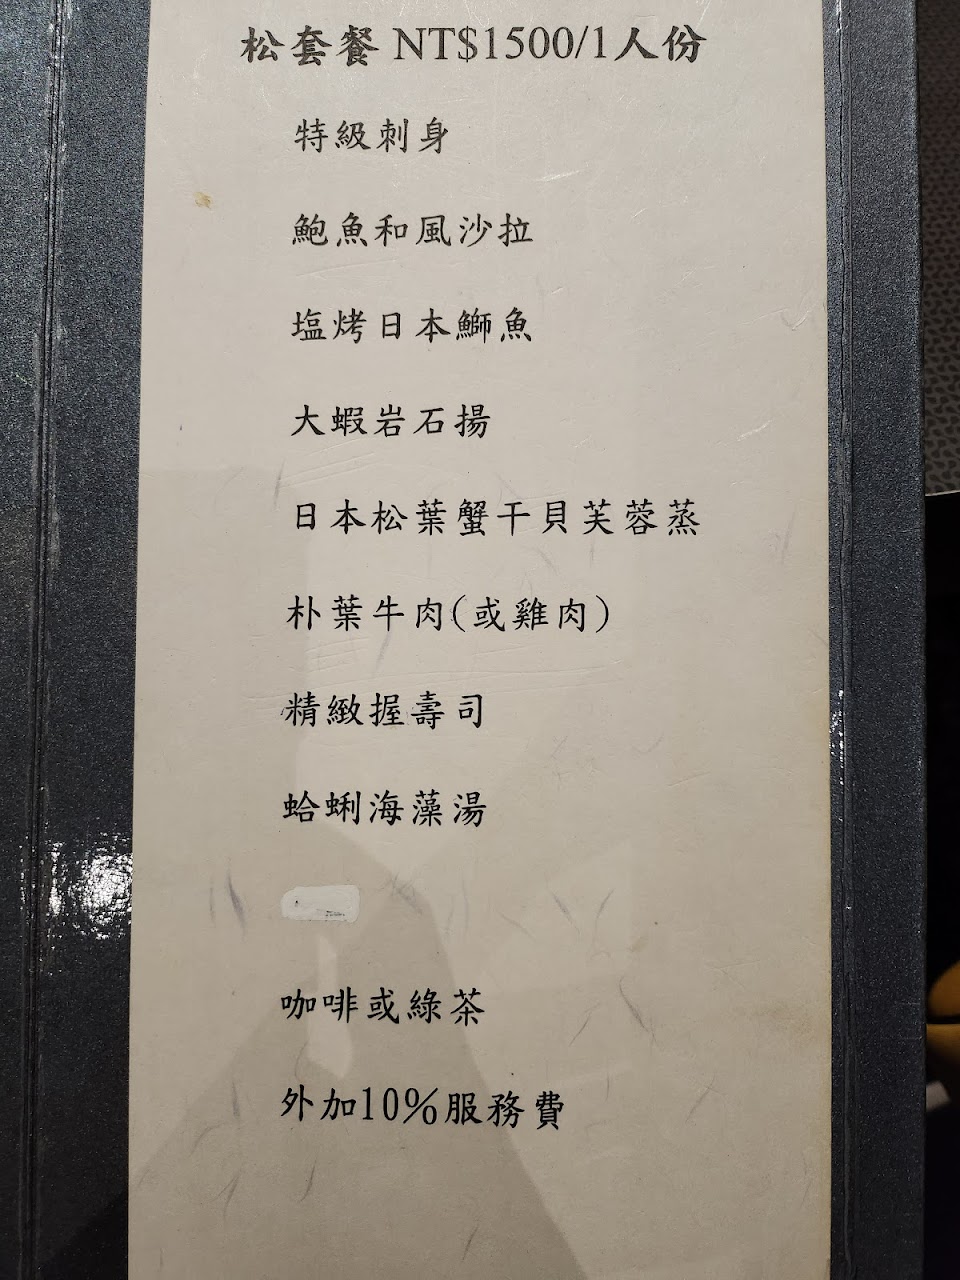 松套餐 NT$1500/1人份
特級刺身
鮑魚和風沙拉
塩烤日本鰤魚
大蝦岩石揚
日本松葉蟹干貝芙蓉蒸
朴葉牛肉(或雞肉)
精緻握壽司
蛤蜊海藻湯
咖啡或綠茶
外加10%服務費